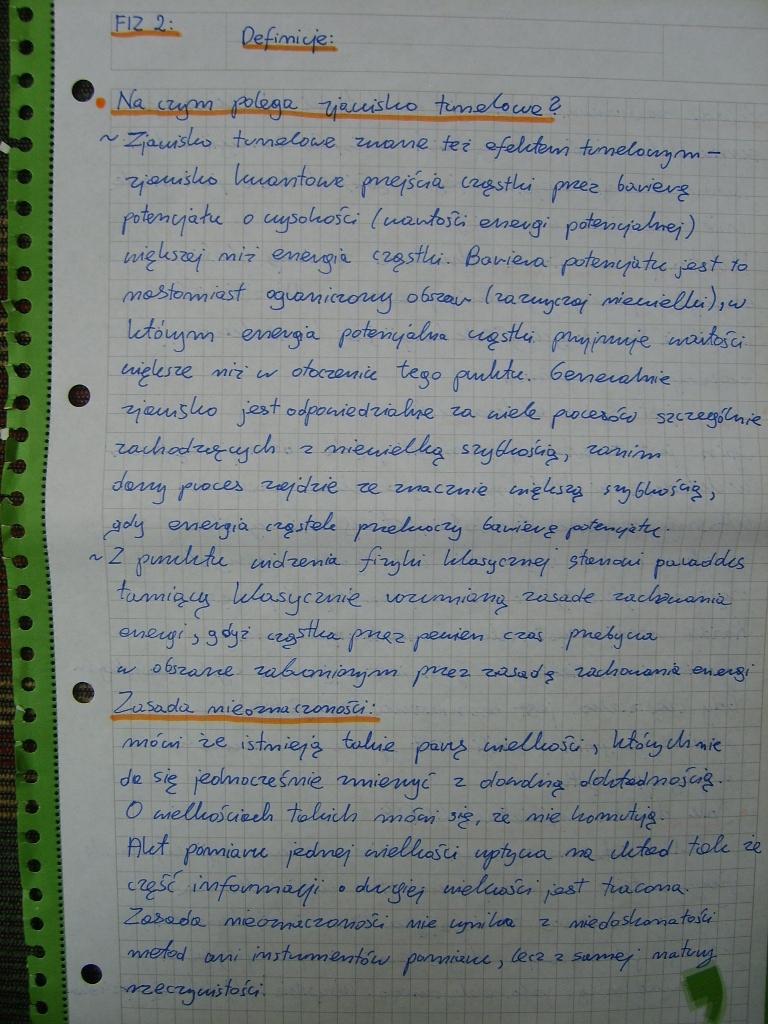 FIZ 2:
Definicje:
Na czym polega zjawisko tunelowe?
~ Zjawisko tunelowe znane też efektem tunelowym –
zjawisko kwantowe przejścia cząstki przez barierę
potencjału o wysokości (wartości energi potencjalnej)
większej niż energia cząstki. Bariera potencjału jest to
natomiast ograniczony obszar (zazwyczaj niewielki), w
którym energia potencjalna cząstki przyjmuje wartości
większe niż w otoczeniu tego punktu. Generalnie
zjawisko jest odpowiedzialne za wiele procesów szczególnie
zachodzących z niewielką szybkością, zanim
dany proces zajdzie ze znacznie większą szybkością,
gdy energia cząstek przekroczy barierę potencjału.
~ Z punktu widzenia fizyki klasycznej stanowi paradoks
łamiący klasycznie rozumianą zasadę zachowania
energi, gdyż cząstka przez pewien czas przebywa
w obszarze zabronionym przez zasadę zachowania energi
Zasada nieoznaczoności:
mówi że istnieją takie pary wielkości, których nie
da się jednocześnie zmierzyć z dowolną dokładnością.
O wielkościach takich mówi się, że nie komutują.
Akt pomiaru jednej wielkości wpływa na układ tak że
część informacji o drugiej wielkości jest tracona.
Zasada nieoznaczoności nie wynika z niedoskonałości
metod ani instrumentów pomiaru, lecz z samej natury
rzeczywistości.